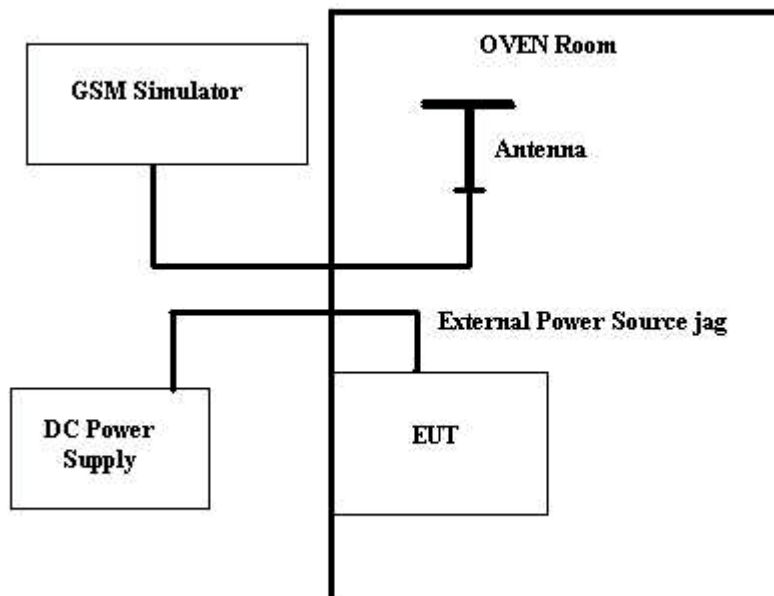 OVEN Room
GSM Simulator
Antenna
External Power Source jag
DC Power
Supply
EUT